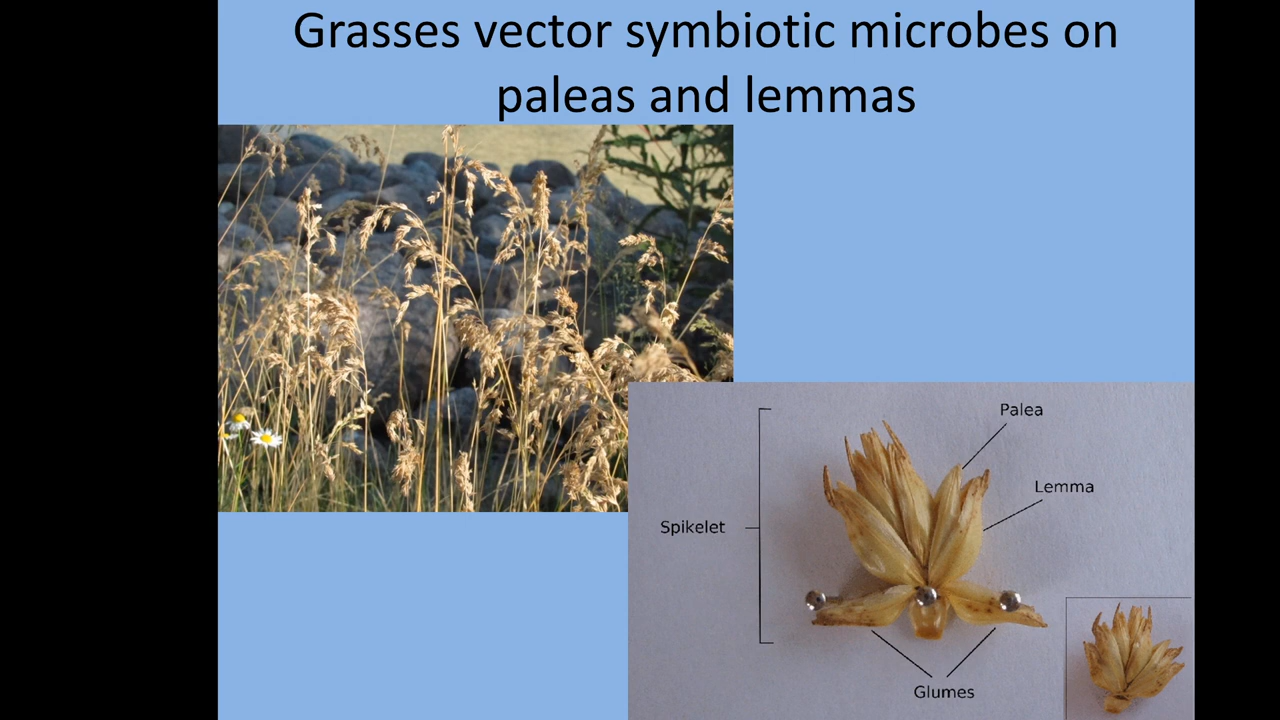 Grasses vector symbiotic microbes on
paleas and lemmas
Palea
Lemma
Spikelet
Glumes